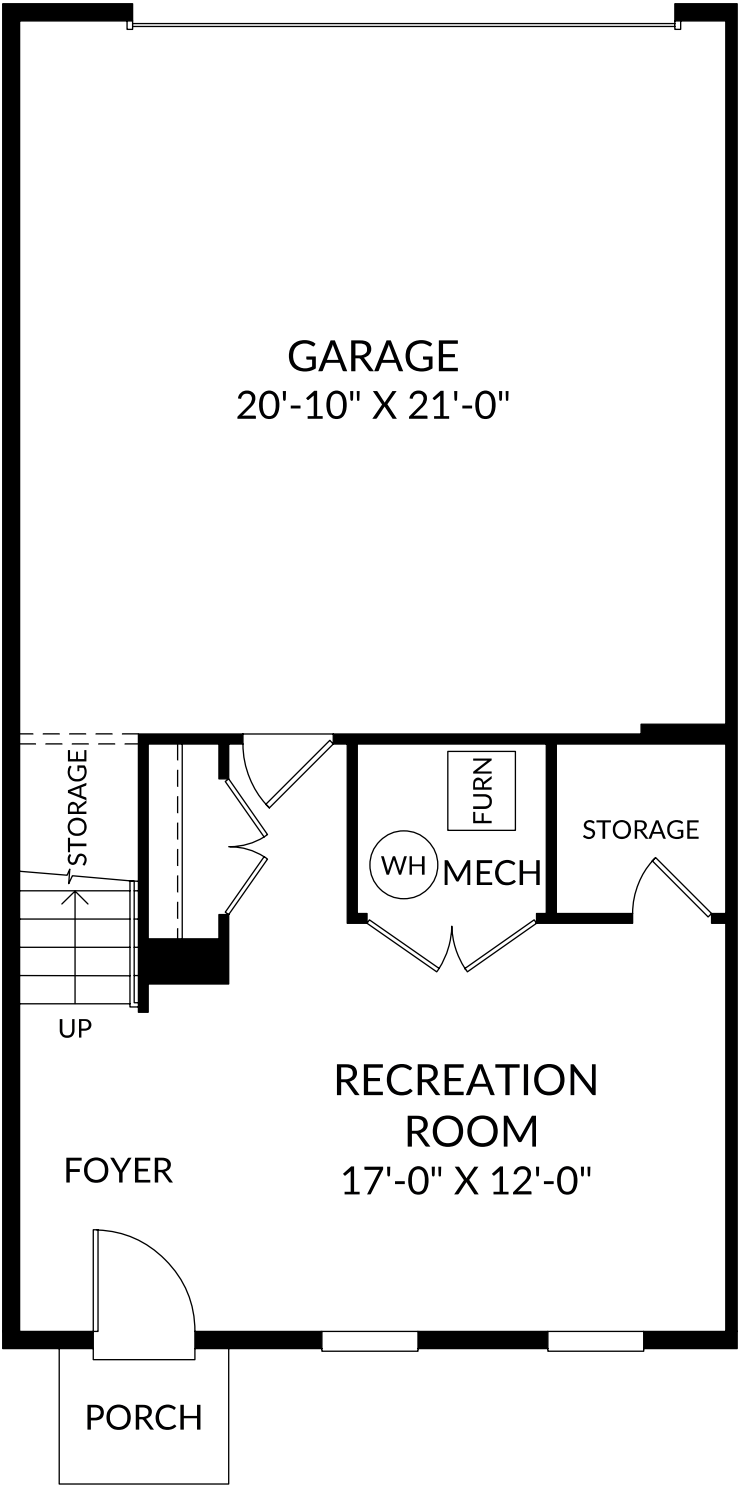 GARAGE
20'-10" X 21'-0"
STORAGE
FURN
STORAGE
WH
MECH
UP
RECREATION
ROOM
17'-0" X 12'-0"
FOYER
PORCH